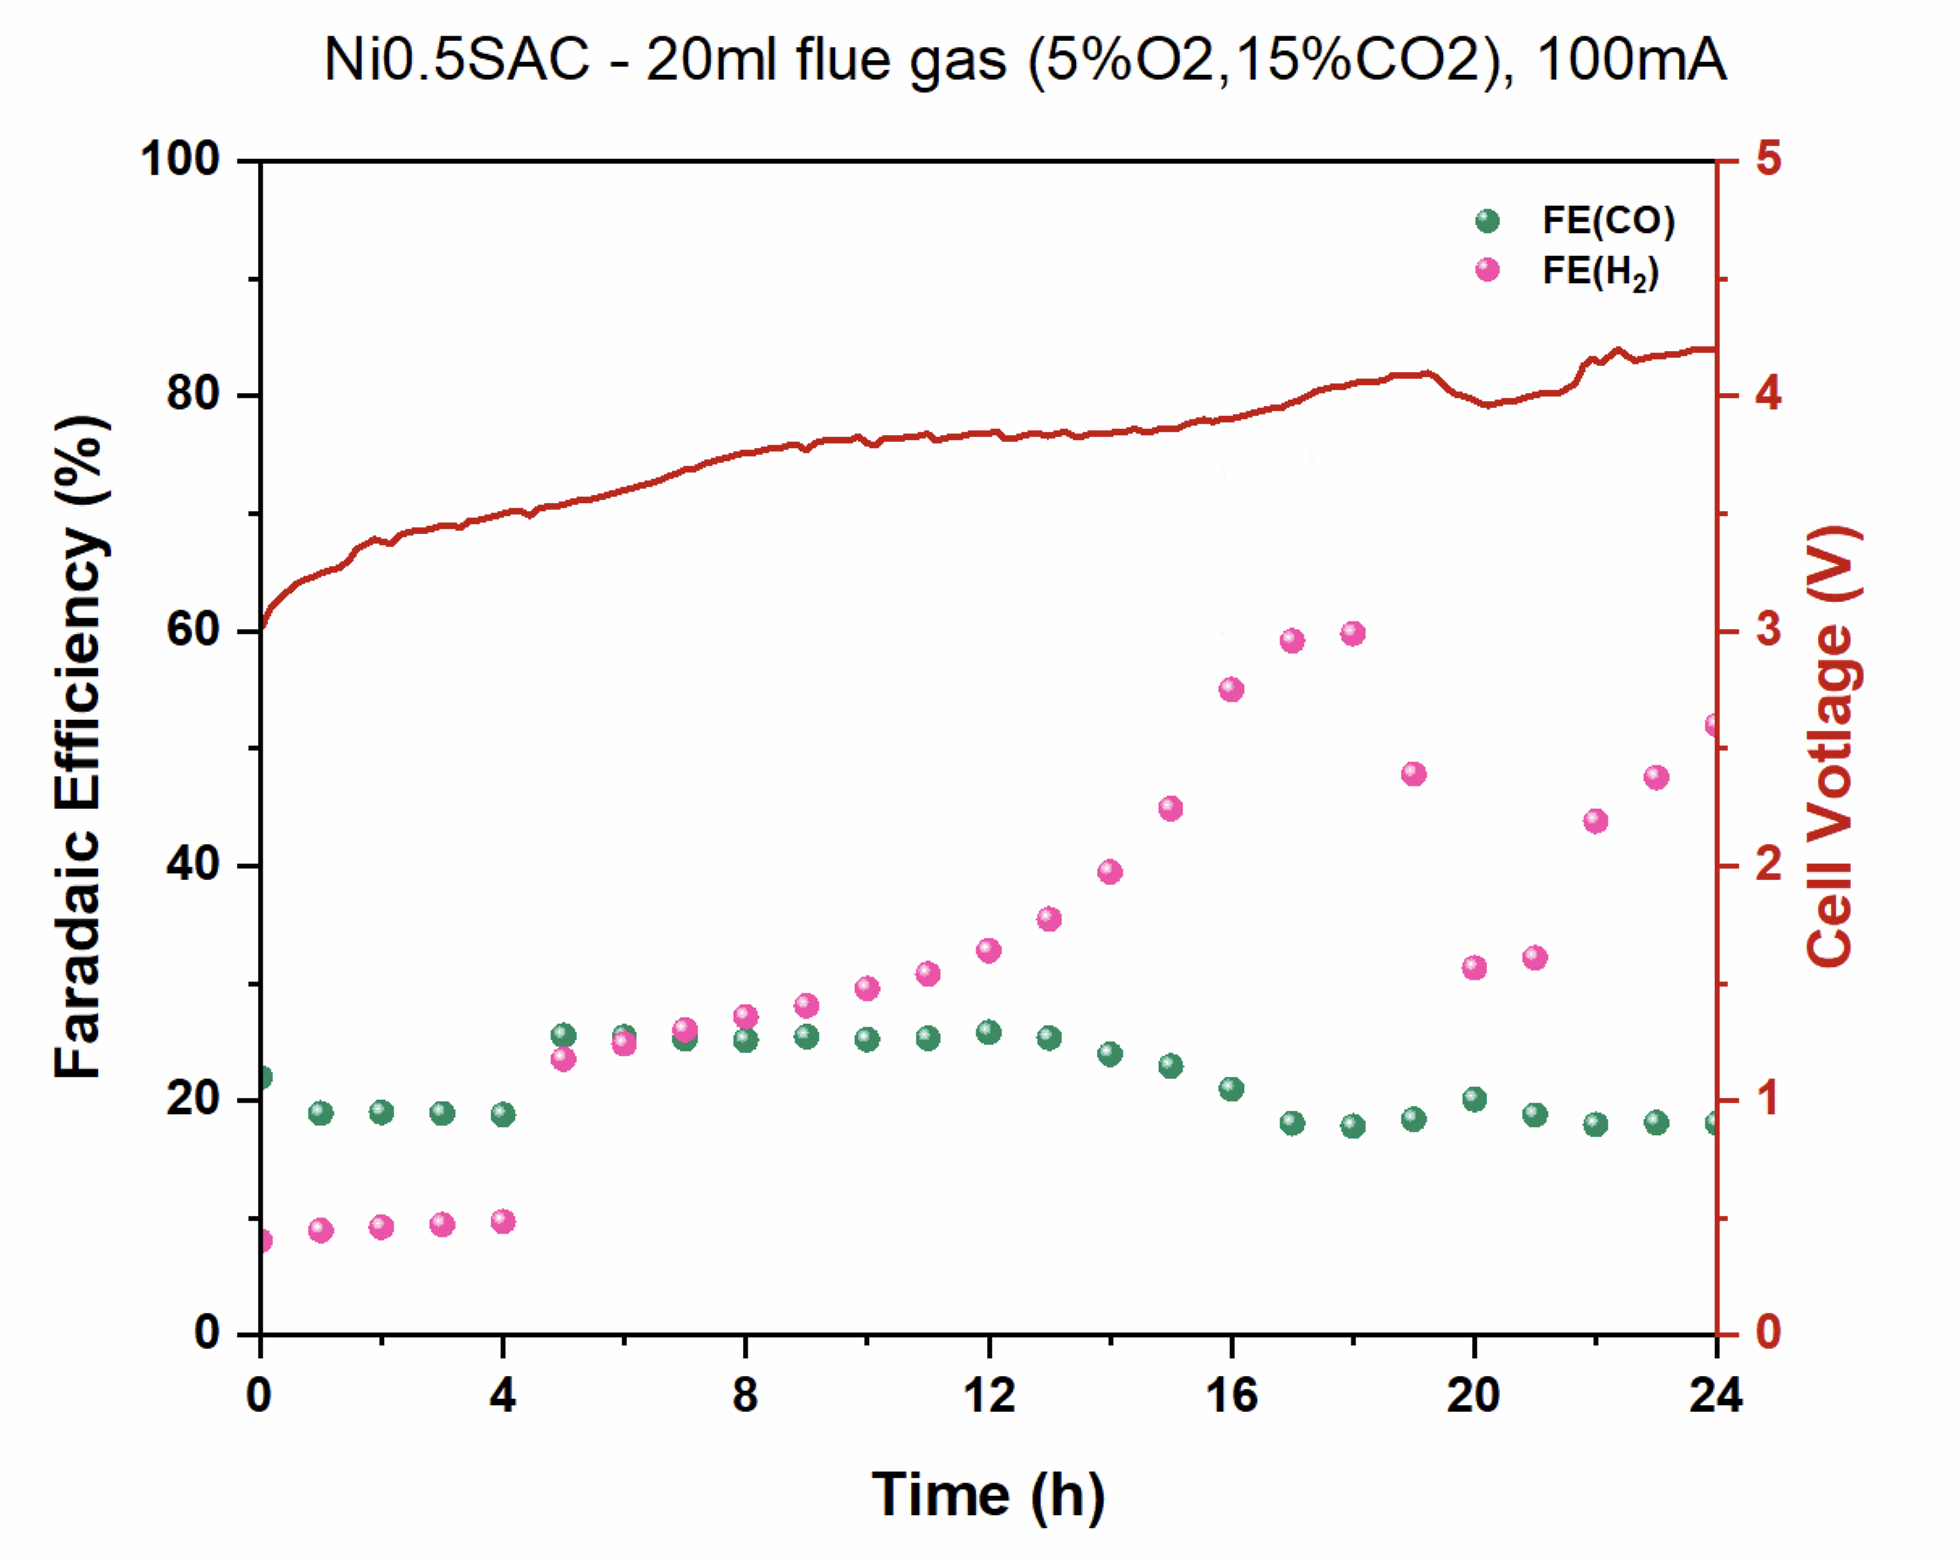 Ni0.5SAC - 20ml flue gas (5%O2,15%CO2), 100mA
100
80
60
40
20
0
Faradaic Efficiency (%)
FE(CO)
FE(H₂)
5
4
3
2
1
0
Cell Votlage (V)
0 4 8 12 16 20 24
Time (h)